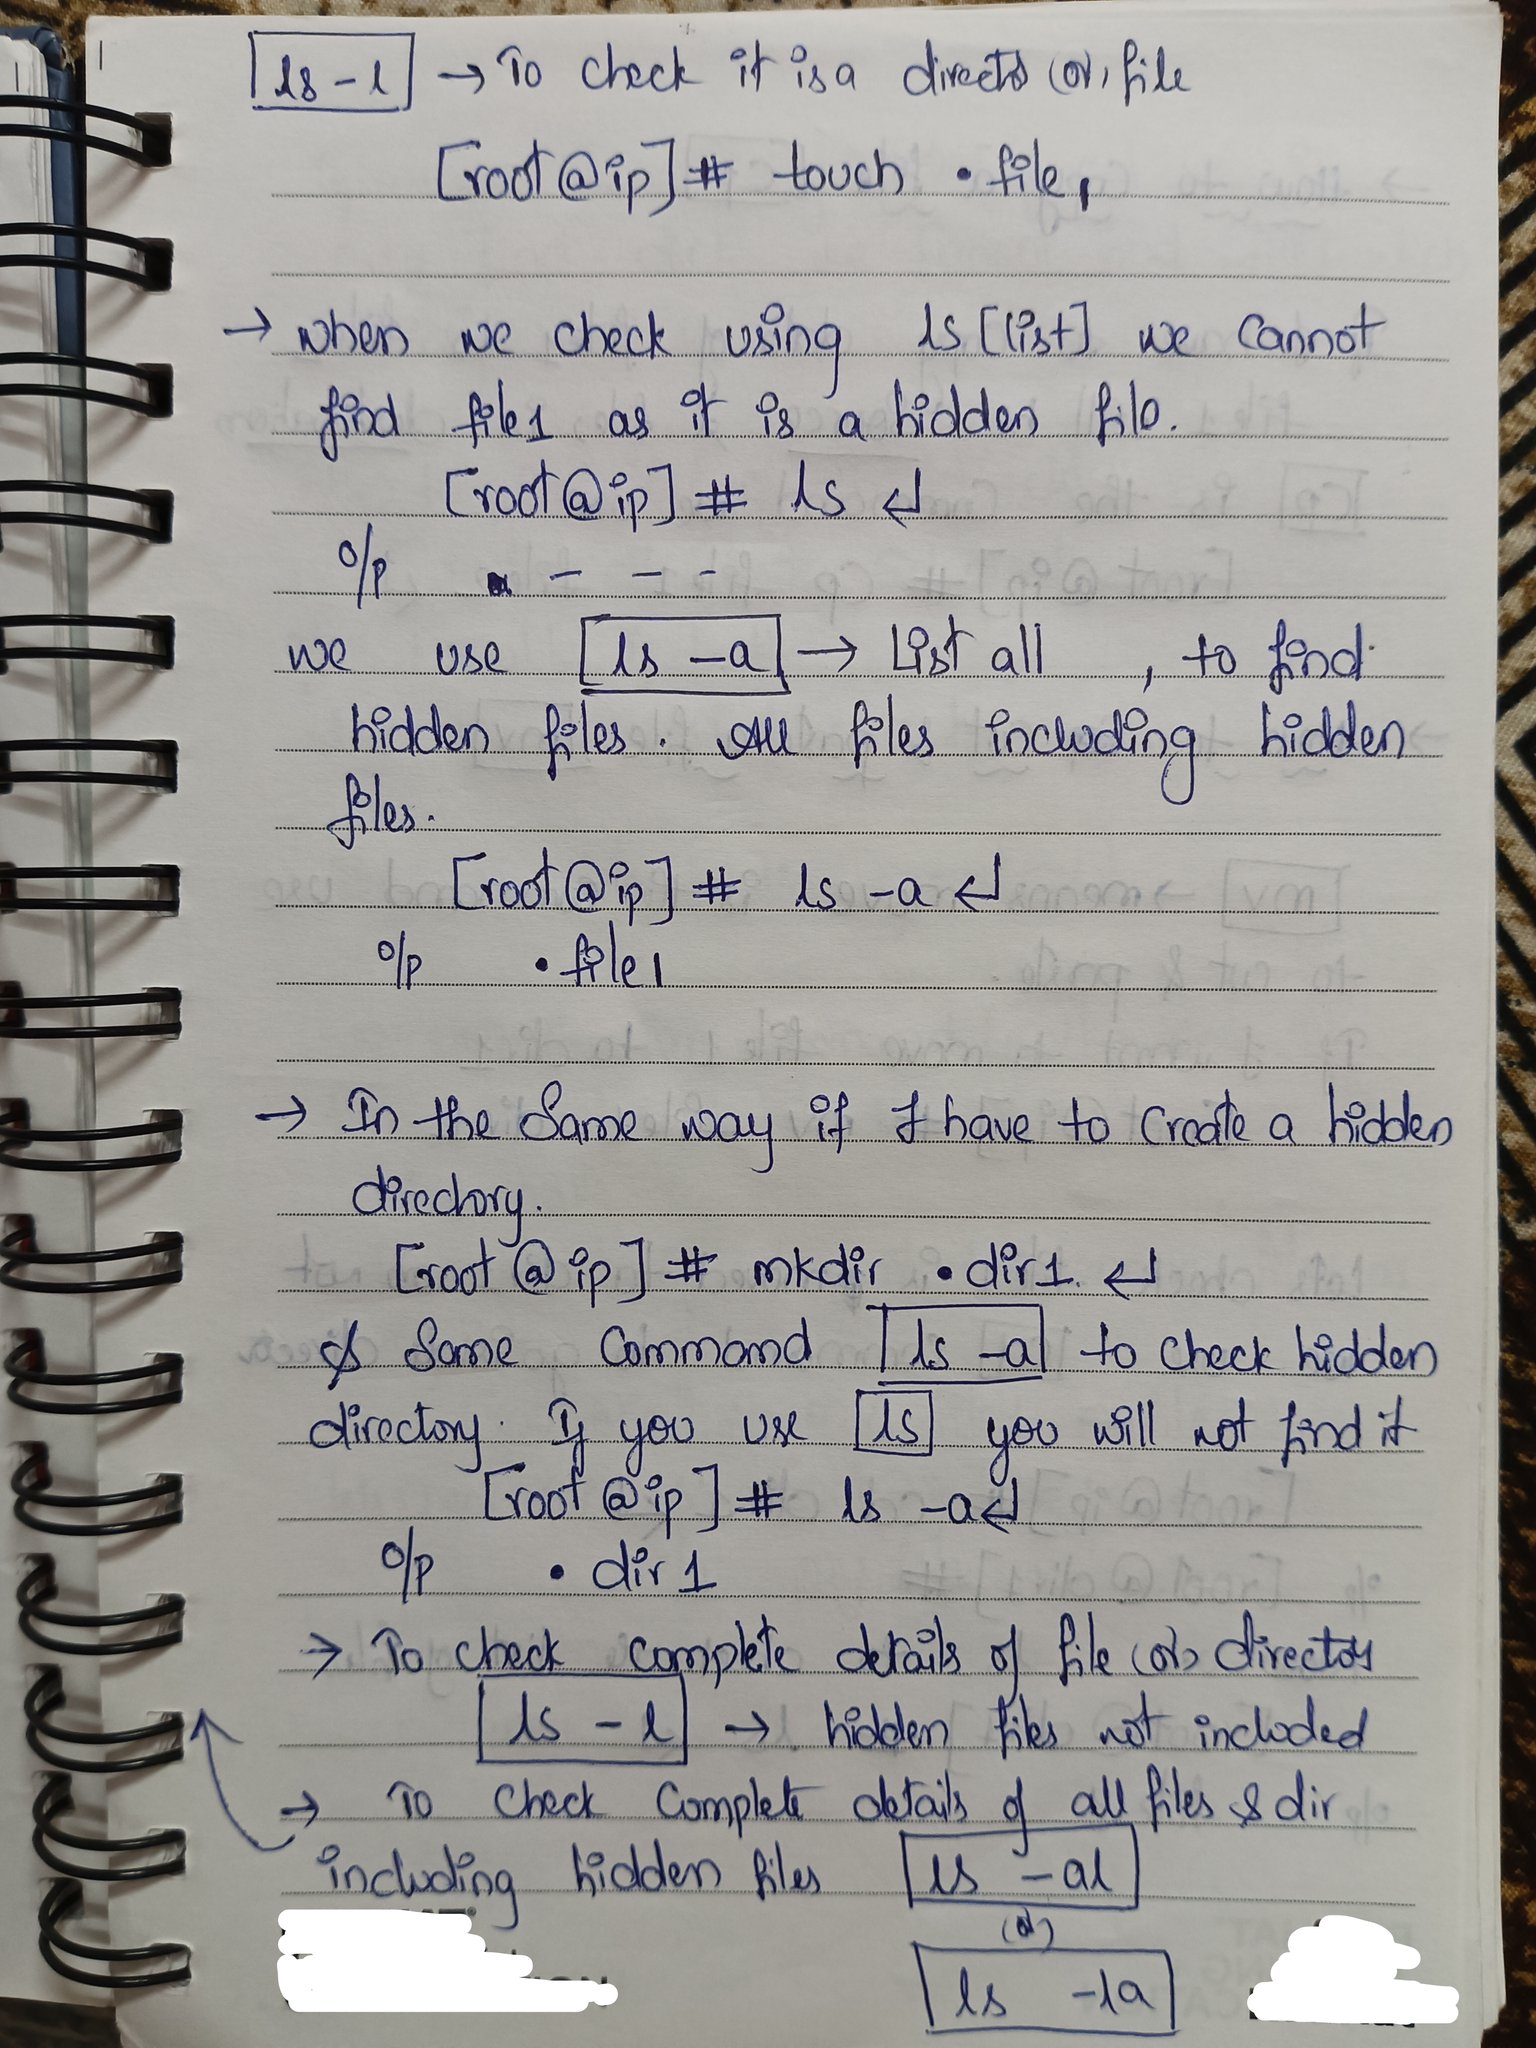 ls - l → To check it is a directo (or) file
[root@ip]# touch .file1
→ when we check using ls [list] we cannot
find file1 as it is a hidden file.
[root@ip]# ls ↵
o/p - - -
we use ls -a → List all , to find
hidden files. All files including hidden
files.
[root@ip]# ls -a ↵
o/p .file1
→ In the Same way if I have to Create a hidden
directory.
[root@ip]# mkdir .dir1. ↵
& Same Command ls -a to check hidden
directory. If you use ls you will not find it
[root@ip]# ls -a↵
o/p .dir1
→ To check complete details of file (or) director
ls - l → hidden files not included
→ To check Complete details of all files & dir
including hidden files ls -al
(or)
ls -la